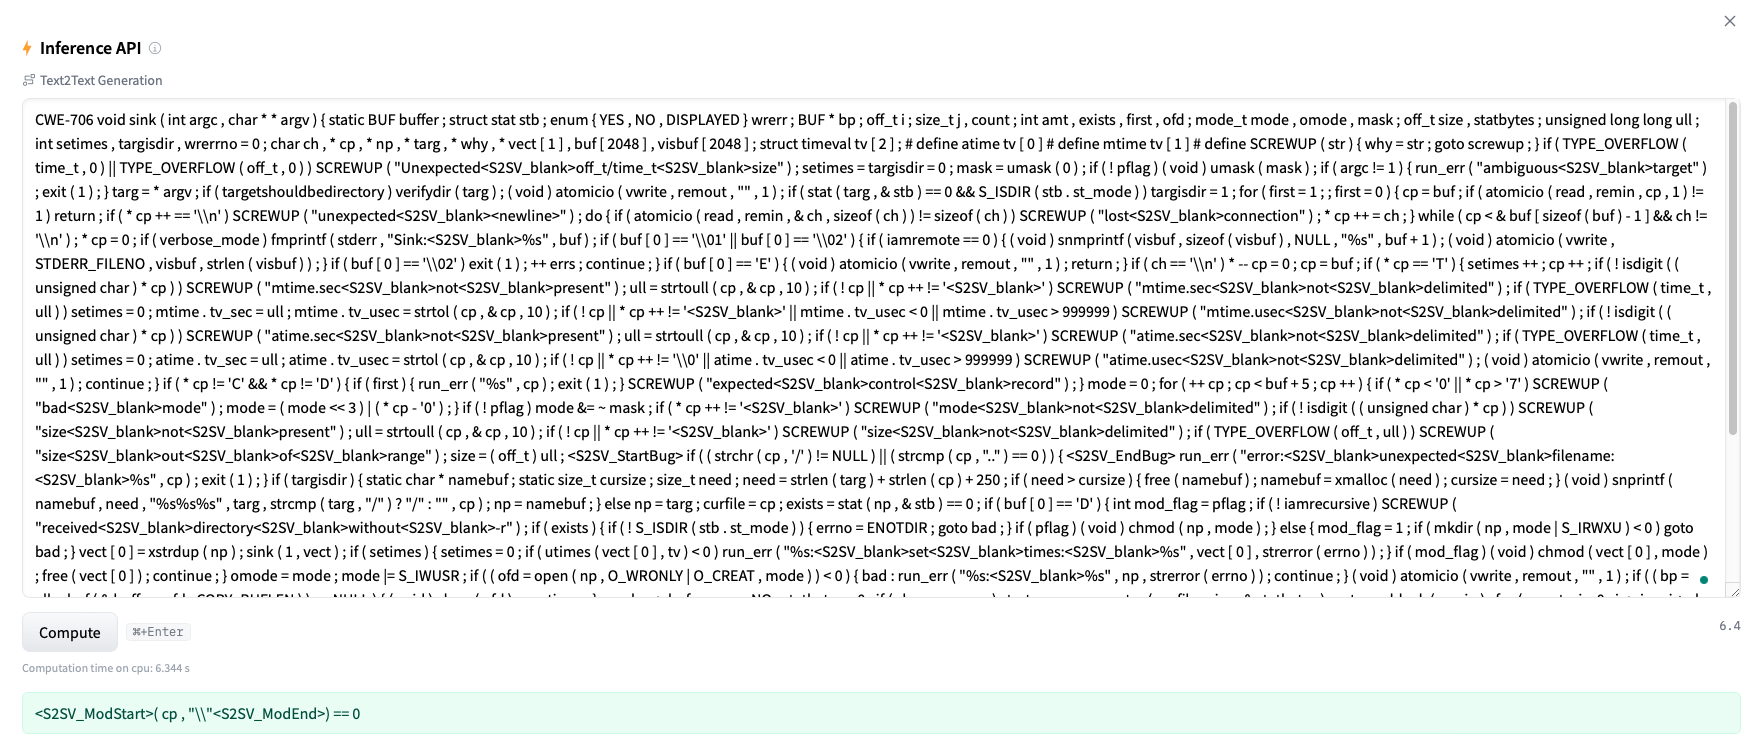 Inference API
Text2Text Generation
CWE-706 void sink ( int argc , char * * argv ) { static BUF buffer ; struct stat stb ; enum { YES , NO , DISPLAYED } wrerr ; BUF * bp ; off_t i ; size_t j , count ; int amt , exists , first , ofd ; mode_t mode , omode , mask ; off_t size , statbytes ; unsigned long long ull ;
int setimes , targisdir , wrerrno = 0 ; char ch , * cp , * np , * targ , * why , * vect [ 1 ] , buf [ 2048 ] , visbuf [ 2048 ] ; struct timeval tv [ 2 ] ; # define atime tv [ 0 ] # define mtime tv [ 1 ] # define SCREWUP ( str ) { why = str ; goto screwup ; } if ( TYPE_OVERFLOW (
time_t , 0 ) || TYPE_OVERFLOW ( off_t , 0 ) ) SCREWUP ( "Unexpected<S2SV_blank>off_t/time_t<S2SV_blank>size" ) ; setimes = targisdir = 0 ; mask = umask ( 0 ) ; if ( ! pflag ) ( void ) umask ( mask ) ; if ( argc != 1 ) { run_err ( "ambiguous<S2SV_blank>target" )
; exit ( 1 ) ; } targ = * argv ; if ( targetshouldbedirectory ) verifydir ( targ ) ; ( void ) atomicio ( vwrite , remout , "" , 1 ) ; if ( stat ( targ , & stb ) == 0 && S_ISDIR ( stb . st_mode ) ) targisdir = 1 ; for ( first = 1 ; ; first = 0 ) { cp = buf ; if ( atomicio ( read , remin , cp , 1 ) !=
1 ) return ; if ( * cp ++ == '\\n' ) SCREWUP ( "unexpected<S2SV_blank><newline>" ) ; do { if ( atomicio ( read , remin , & ch , sizeof ( ch ) ) != sizeof ( ch ) ) SCREWUP ( "lost<S2SV_blank>connection" ) ; * cp ++ = ch ; } while ( cp < & buf [ sizeof ( buf ) - 1 ] && ch !=
'\\n' ) ; * cp = 0 ; if ( verbose_mode ) fmprintf ( stderr , "Sink:<S2SV_blank>%s" , buf ) ; if ( buf [ 0 ] == '\\01' || buf [ 0 ] == '\\02' ) { if ( iamremote == 0 ) { ( void ) snmprintf ( visbuf , sizeof ( visbuf ) , NULL , "%s" , buf + 1 ) ; ( void ) atomicio ( vwrite ,
STDERR_FILENO , visbuf , strlen ( visbuf ) ) ; } if ( buf [ 0 ] == '\\02' ) exit ( 1 ) ; ++ errs ; continue ; } if ( buf [ 0 ] == 'E' ) { ( void ) atomicio ( vwrite , remout , "" , 1 ) ; return ; } if ( ch == '\\n' ) * -- cp = 0 ; cp = buf ; if ( * cp == 'T' ) { setimes ++ ; cp ++ ; if ( ! isdigit ( (
unsigned char ) * cp ) ) SCREWUP ( "mtime.sec<S2SV_blank>not<S2SV_blank>present" ) ; ull = strtoull ( cp , & cp , 10 ) ; if ( ! cp || * cp ++ != '<S2SV_blank>' ) SCREWUP ( "mtime.sec<S2SV_blank>not<S2SV_blank>delimited" ) ; if ( TYPE_OVERFLOW ( time_t ,
ull ) ) setimes = 0 ; mtime . tv_sec = ull ; mtime . tv_usec = strtol ( cp , & cp , 10 ) ; if ( ! cp || * cp ++ != '<S2SV_blank>' || mtime . tv_usec < 0 || mtime . tv_usec > 999999 ) SCREWUP ( "mtime.usec<S2SV_blank>not<S2SV_blank>delimited" ) ; if ( ! isdigit ( (
unsigned char ) * cp ) ) SCREWUP ( "atime.sec<S2SV_blank>not<S2SV_blank>present" ) ; ull = strtoull ( cp , & cp , 10 ) ; if ( ! cp || * cp ++ != '<S2SV_blank>' ) SCREWUP ( "atime.sec<S2SV_blank>not<S2SV_blank>delimited" ) ; if ( TYPE_OVERFLOW ( time_t ,
ull ) ) setimes = 0 ; atime . tv_sec = ull ; atime . tv_usec = strtol ( cp , & cp , 10 ) ; if ( ! cp || * cp ++ != '\\0' || atime . tv_usec < 0 || atime . tv_usec > 999999 ) SCREWUP ( "atime.usec<S2SV_blank>not<S2SV_blank>delimited" ) ; ( void ) atomicio ( vwrite , remout ,
"" , 1 ) ; continue ; } if ( * cp != 'C' && * cp != 'D' ) { if ( first ) { run_err ( "%s" , cp ) ; exit ( 1 ) ; } SCREWUP ( "expected<S2SV_blank>control<S2SV_blank>record" ) ; } mode = 0 ; for ( ++ cp ; cp < buf + 5 ; cp ++ ) { if ( * cp < '0' || * cp > '7' ) SCREWUP (
"bad<S2SV_blank>mode" ) ; mode = ( mode << 3 ) | ( * cp - '0' ) ; } if ( ! pflag ) mode &= ~ mask ; if ( * cp ++ != '<S2SV_blank>' ) SCREWUP ( "mode<S2SV_blank>not<S2SV_blank>delimited" ) ; if ( ! isdigit ( ( unsigned char ) * cp ) ) SCREWUP (
"size<S2SV_blank>not<S2SV_blank>present" ) ; ull = strtoull ( cp , & cp , 10 ) ; if ( ! cp || * cp ++ != '<S2SV_blank>' ) SCREWUP ( "size<S2SV_blank>not<S2SV_blank>delimited" ) ; if ( TYPE_OVERFLOW ( off_t , ull ) ) SCREWUP (
"size<S2SV_blank>out<S2SV_blank>of<S2SV_blank>range" ) ; size = ( off_t ) ull ; <S2SV_StartBug> if ( ( strchr ( cp , '/' ) != NULL ) || ( strcmp ( cp , ".." ) == 0 ) ) { <S2SV_EndBug> run_err ( "error:<S2SV_blank>unexpected<S2SV_blank>filename:
<S2SV_blank>%s" , cp ) ; exit ( 1 ) ; } if ( targisdir ) { static char * namebuf ; static size_t cursize ; size_t need ; need = strlen ( targ ) + strlen ( cp ) + 250 ; if ( need > cursize ) { free ( namebuf ) ; namebuf = xmalloc ( need ) ; cursize = need ; } ( void ) snprintf (
namebuf , need , "%s%s%s" , targ , strcmp ( targ , "/" ) ? "/" : "" , cp ) ; np = namebuf ; } else np = targ ; curfile = cp ; exists = stat ( np , & stb ) == 0 ; if ( buf [ 0 ] == 'D' ) { int mod_flag = pflag ; if ( ! iamrecursive ) SCREWUP (
"received<S2SV_blank>directory<S2SV_blank>without<S2SV_blank>-r" ) ; if ( exists ) { if ( ! S_ISDIR ( stb . st_mode ) ) { errno = ENOTDIR ; goto bad ; } if ( pflag ) ( void ) chmod ( np , mode ) ; } else { mod_flag = 1 ; if ( mkdir ( np , mode | S_IRWXU ) < 0 ) goto
bad ; } vect [ 0 ] = xstrdup ( np ) ; sink ( 1 , vect ) ; if ( setimes ) { setimes = 0 ; if ( utimes ( vect [ 0 ] , tv ) < 0 ) run_err ( "%s:<S2SV_blank>set<S2SV_blank>times:<S2SV_blank>%s" , vect [ 0 ] , strerror ( errno ) ) ; } if ( mod_flag ) ( void ) chmod ( vect [ 0 ] , mode )
; free ( vect [ 0 ] ) ; continue ; } omode = mode ; mode |= S_IWUSR ; if ( ( ofd = open ( np , O_WRONLY | O_CREAT , mode ) ) < 0 ) { bad : run_err ( "%s:<S2SV_blank>%s" , np , strerror ( errno ) ) ; continue ; } ( void ) atomicio ( vwrite , remout , "" , 1 ) ; if ( ( bp =
Compute
⌘+Enter
6.4
Computation time on cpu: 6.344 s
<S2SV_ModStart>( cp , "\\"<S2SV_ModEnd>) == 0